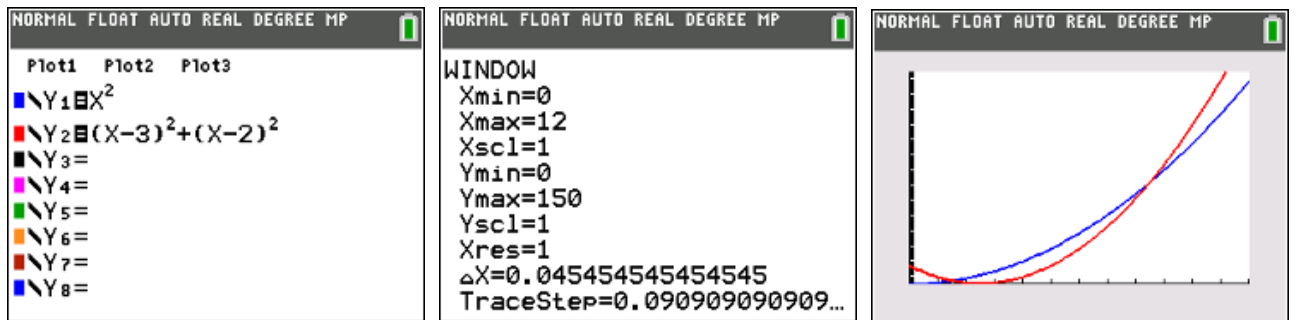 NORMAL FLOAT AUTO REAL DEGREE MP
Plot1 Plot2 Plot3
\Y₁=X²
\Y₂=(X-3)²+(X-2)²
\Y₃=
\Y₄=
\Y₅=
\Y₆=
\Y₇=
\Y₈=
NORMAL FLOAT AUTO REAL DEGREE MP
WINDOW
Xmin=0
Xmax=12
Xscl=1
Ymin=0
Ymax=150
Yscl=1
Xres=1
△X=0.045454545454545
TraceStep=0.090909090909…
NORMAL FLOAT AUTO REAL DEGREE MP